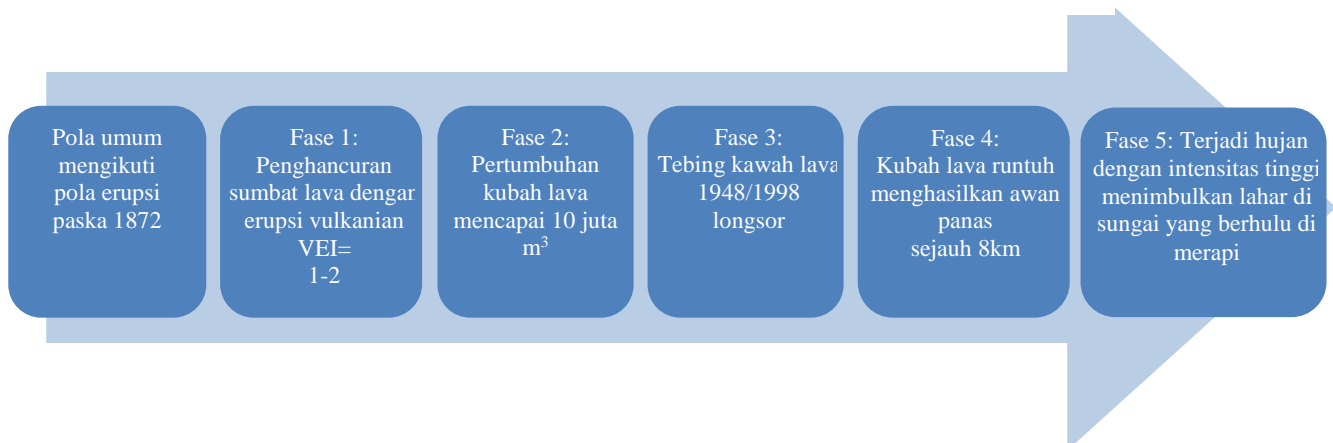 Pola umum
mengikuti
pola erupsi
paska 1872
Fase 1:
Penghancuran
sumbat lava dengan
erupsi vulkanian
VEI=
1-2
Fase 2:
Pertumbuhan
kubah lava
mencapai 10 juta
m³
Fase 3:
Tebing kawah lava
1948/1998
longsor
Fase 4:
Kubah lava runtuh
menghasilkan awan
panas
sejauh 8km
Fase 5: Terjadi hujan
dengan intensitas tinggi
menimbulkan lahar di
sungai yang berhulu di
merapi